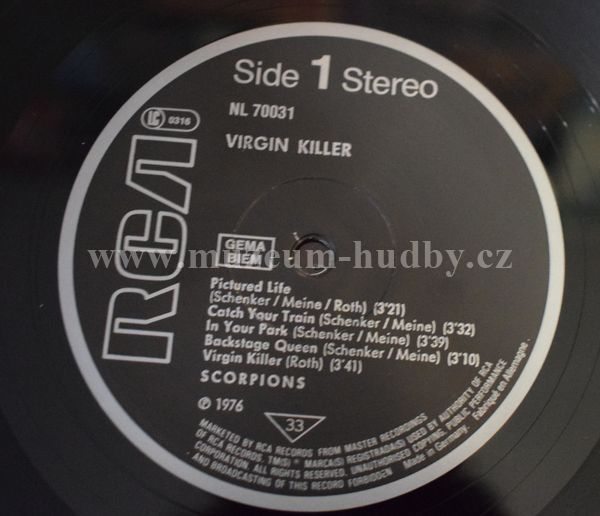 Side 1 Stereo
NL 70031
LC 0316
VIRGIN KILLER
RCA
GEMA
BIEM
www.muzeum-hudby.cz
Pictured Life
(Schenker / Meine / Roth) (3'21)
Catch Your Train (Schenker / Meine) (3'32)
In Your Park (Schenker / Meine) (3'39)
Backstage Queen (Schenker / Meine) (3'10)
Virgin Killer (Roth) (3'41)
SCORPIONS
℗ 1976
33
MARKETED BY RCA RECORDS FROM MASTER RECORDINGS
OF RCA RECORDS. TM(S) ® MARCA(S) REGISTRADA(S) USED BY AUTHORITY OF RCA
CORPORATION. ALL RIGHTS RESERVED. UNAUTHORISED COPYING, PUBLIC PERFORMANCE
AND BROADCASTING OF THIS RECORD FORBIDDEN
Made in Germany.
Fabriqué en Allemagne.